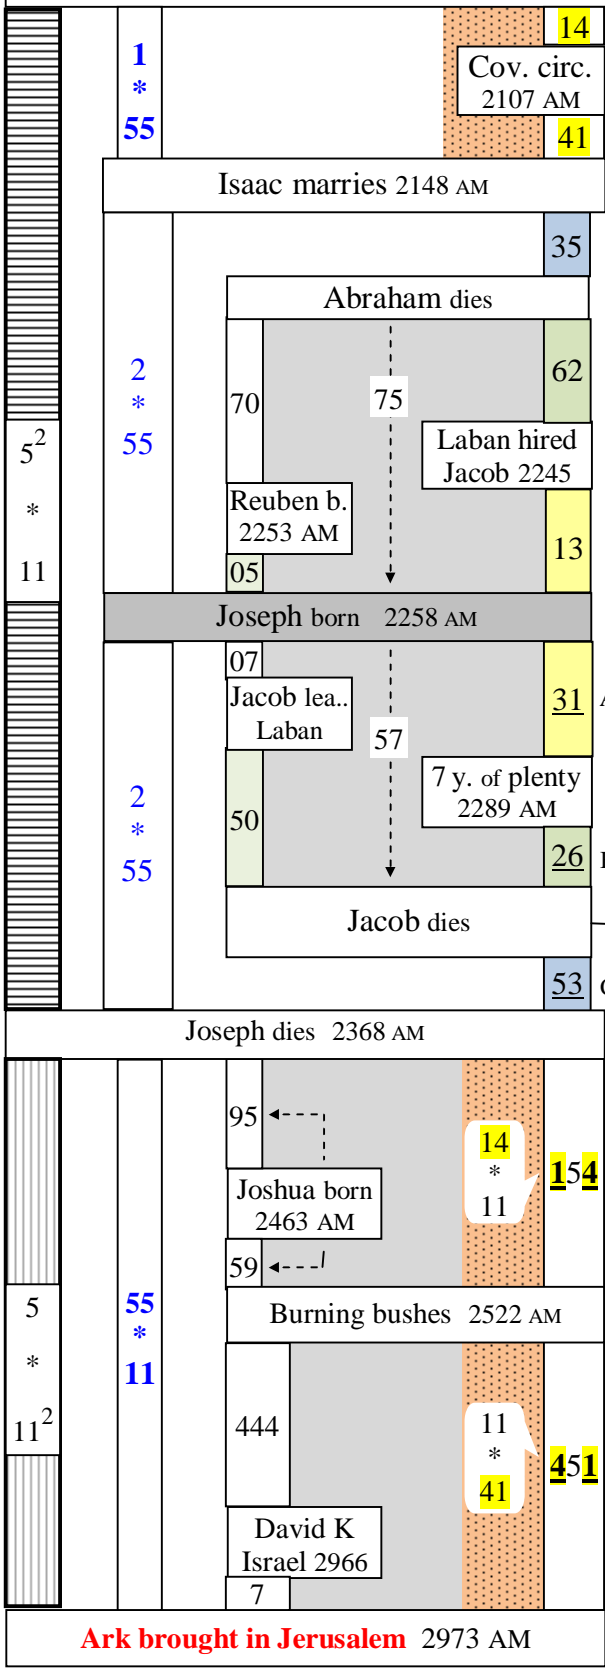 14
Cov. circ.
2107 AM
41
1
*
55
Isaac marries 2148 AM
35
Abraham dies
2
*
55
70
75
62
Laban hired
Jacob 2245
5²
*
11
Reuben b.
2253 AM
13
05
Joseph born 2258 AM
07
Jacob lea..
Laban
57
31
7 y. of plenty
2289 AM
2
*
55
50
26
Jacob dies
53
Joseph dies 2368 AM
95
14
*
11
154
Joshua born
2463 AM
59
5
*
11²
55
*
11
Burning bushes 2522 AM
444
11
*
41
451
David K
Israel 2966
7
Ark brought in Jerusalem 2973 AM